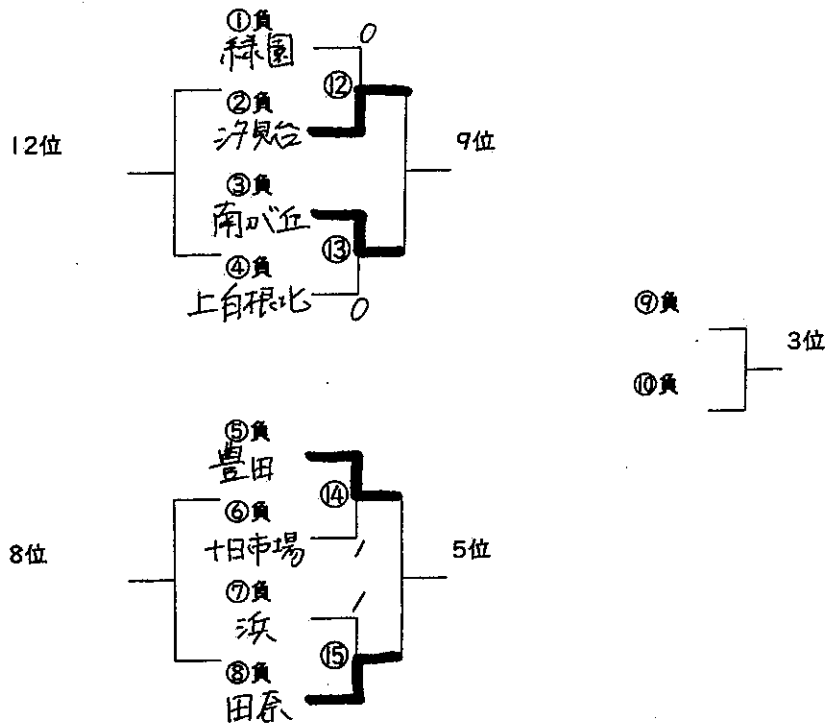 ①負
緑園 0
⑫
②負
汐見台
12位 9位
③負
南が丘
⑬
④負
上白根北 0
⑨負
3位
⑩負
⑤負
豊田
⑭
⑥負
十日市場 1
8位 5位
⑦負 1
浜
⑮
⑧負
田奈